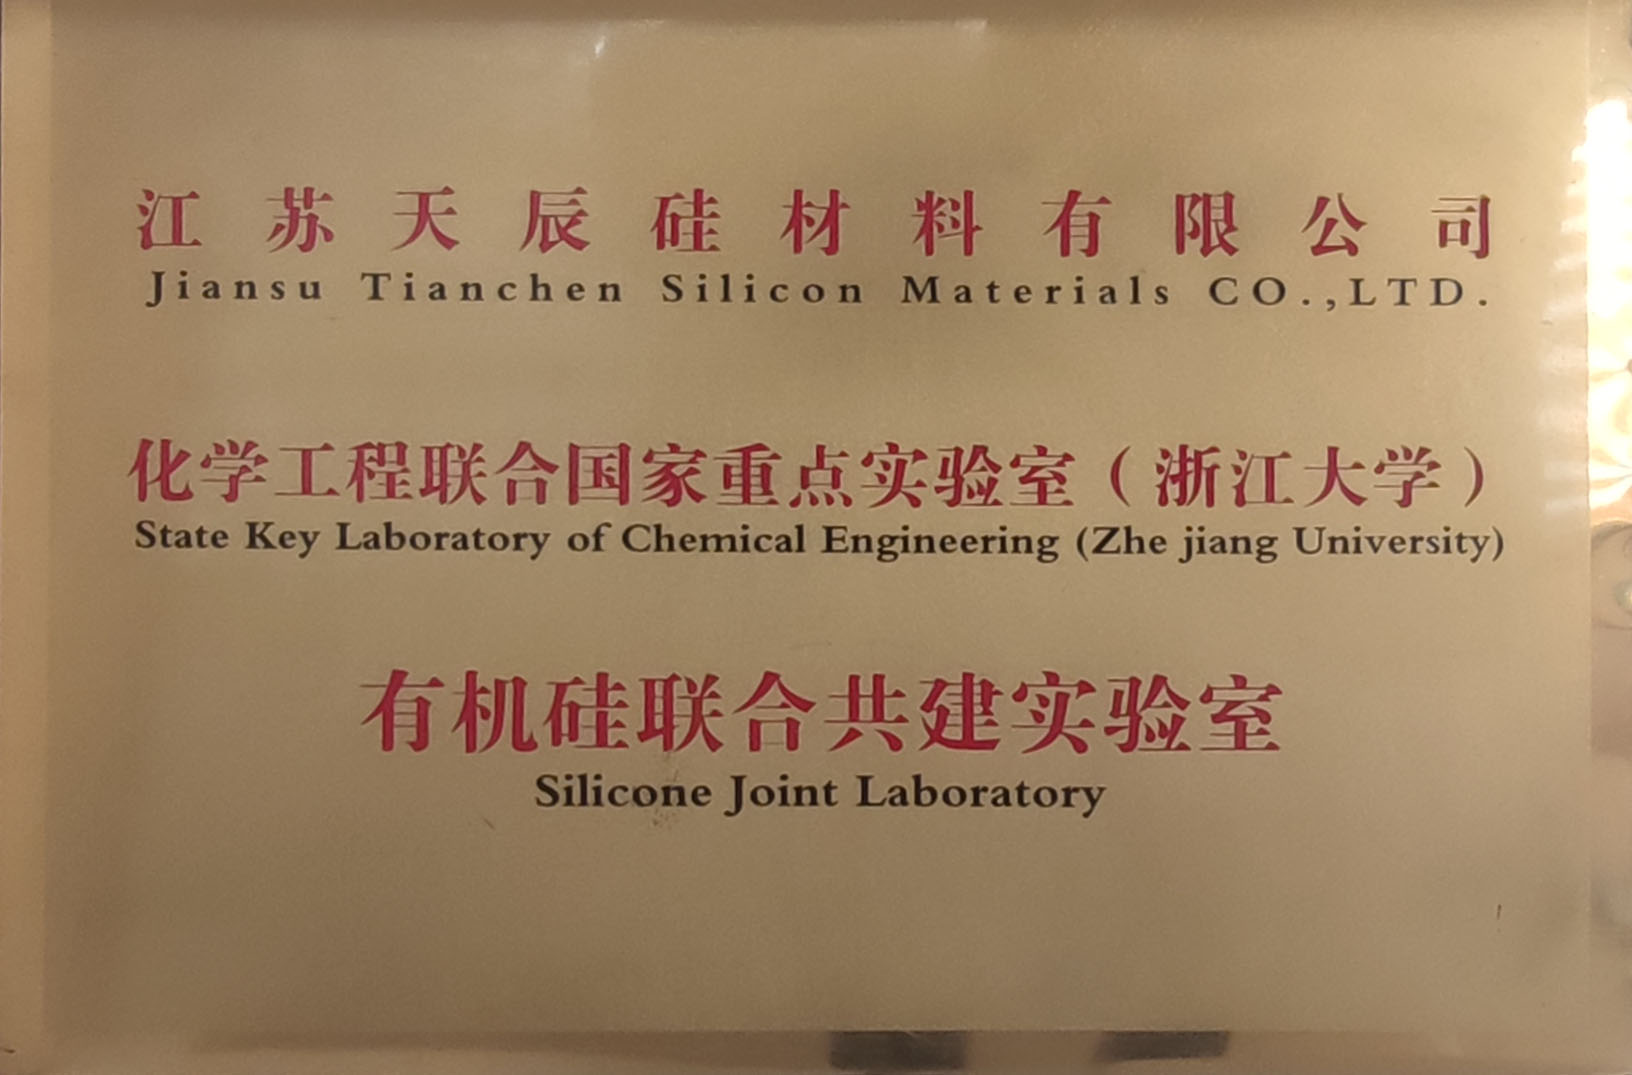 江苏天辰硅材料有限公司
Jiansu Tianchen Silicon Materials CO.,LTD.
化学工程联合国家重点实验室（浙江大学）
State Key Laboratory of Chemical Engineering (Zhe jiang University)
有机硅联合共建实验室
Silicone Joint Laboratory